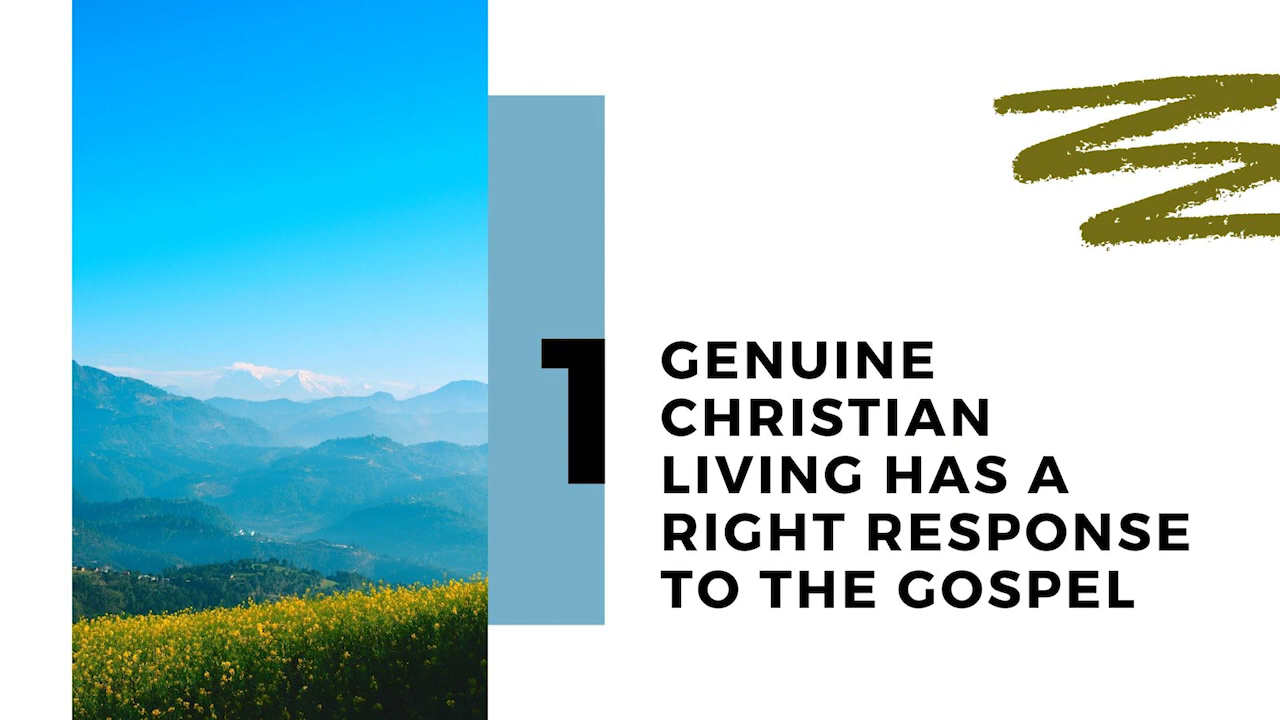 1
GENUINE
CHRISTIAN
LIVING HAS A
RIGHT RESPONSE
TO THE GOSPEL